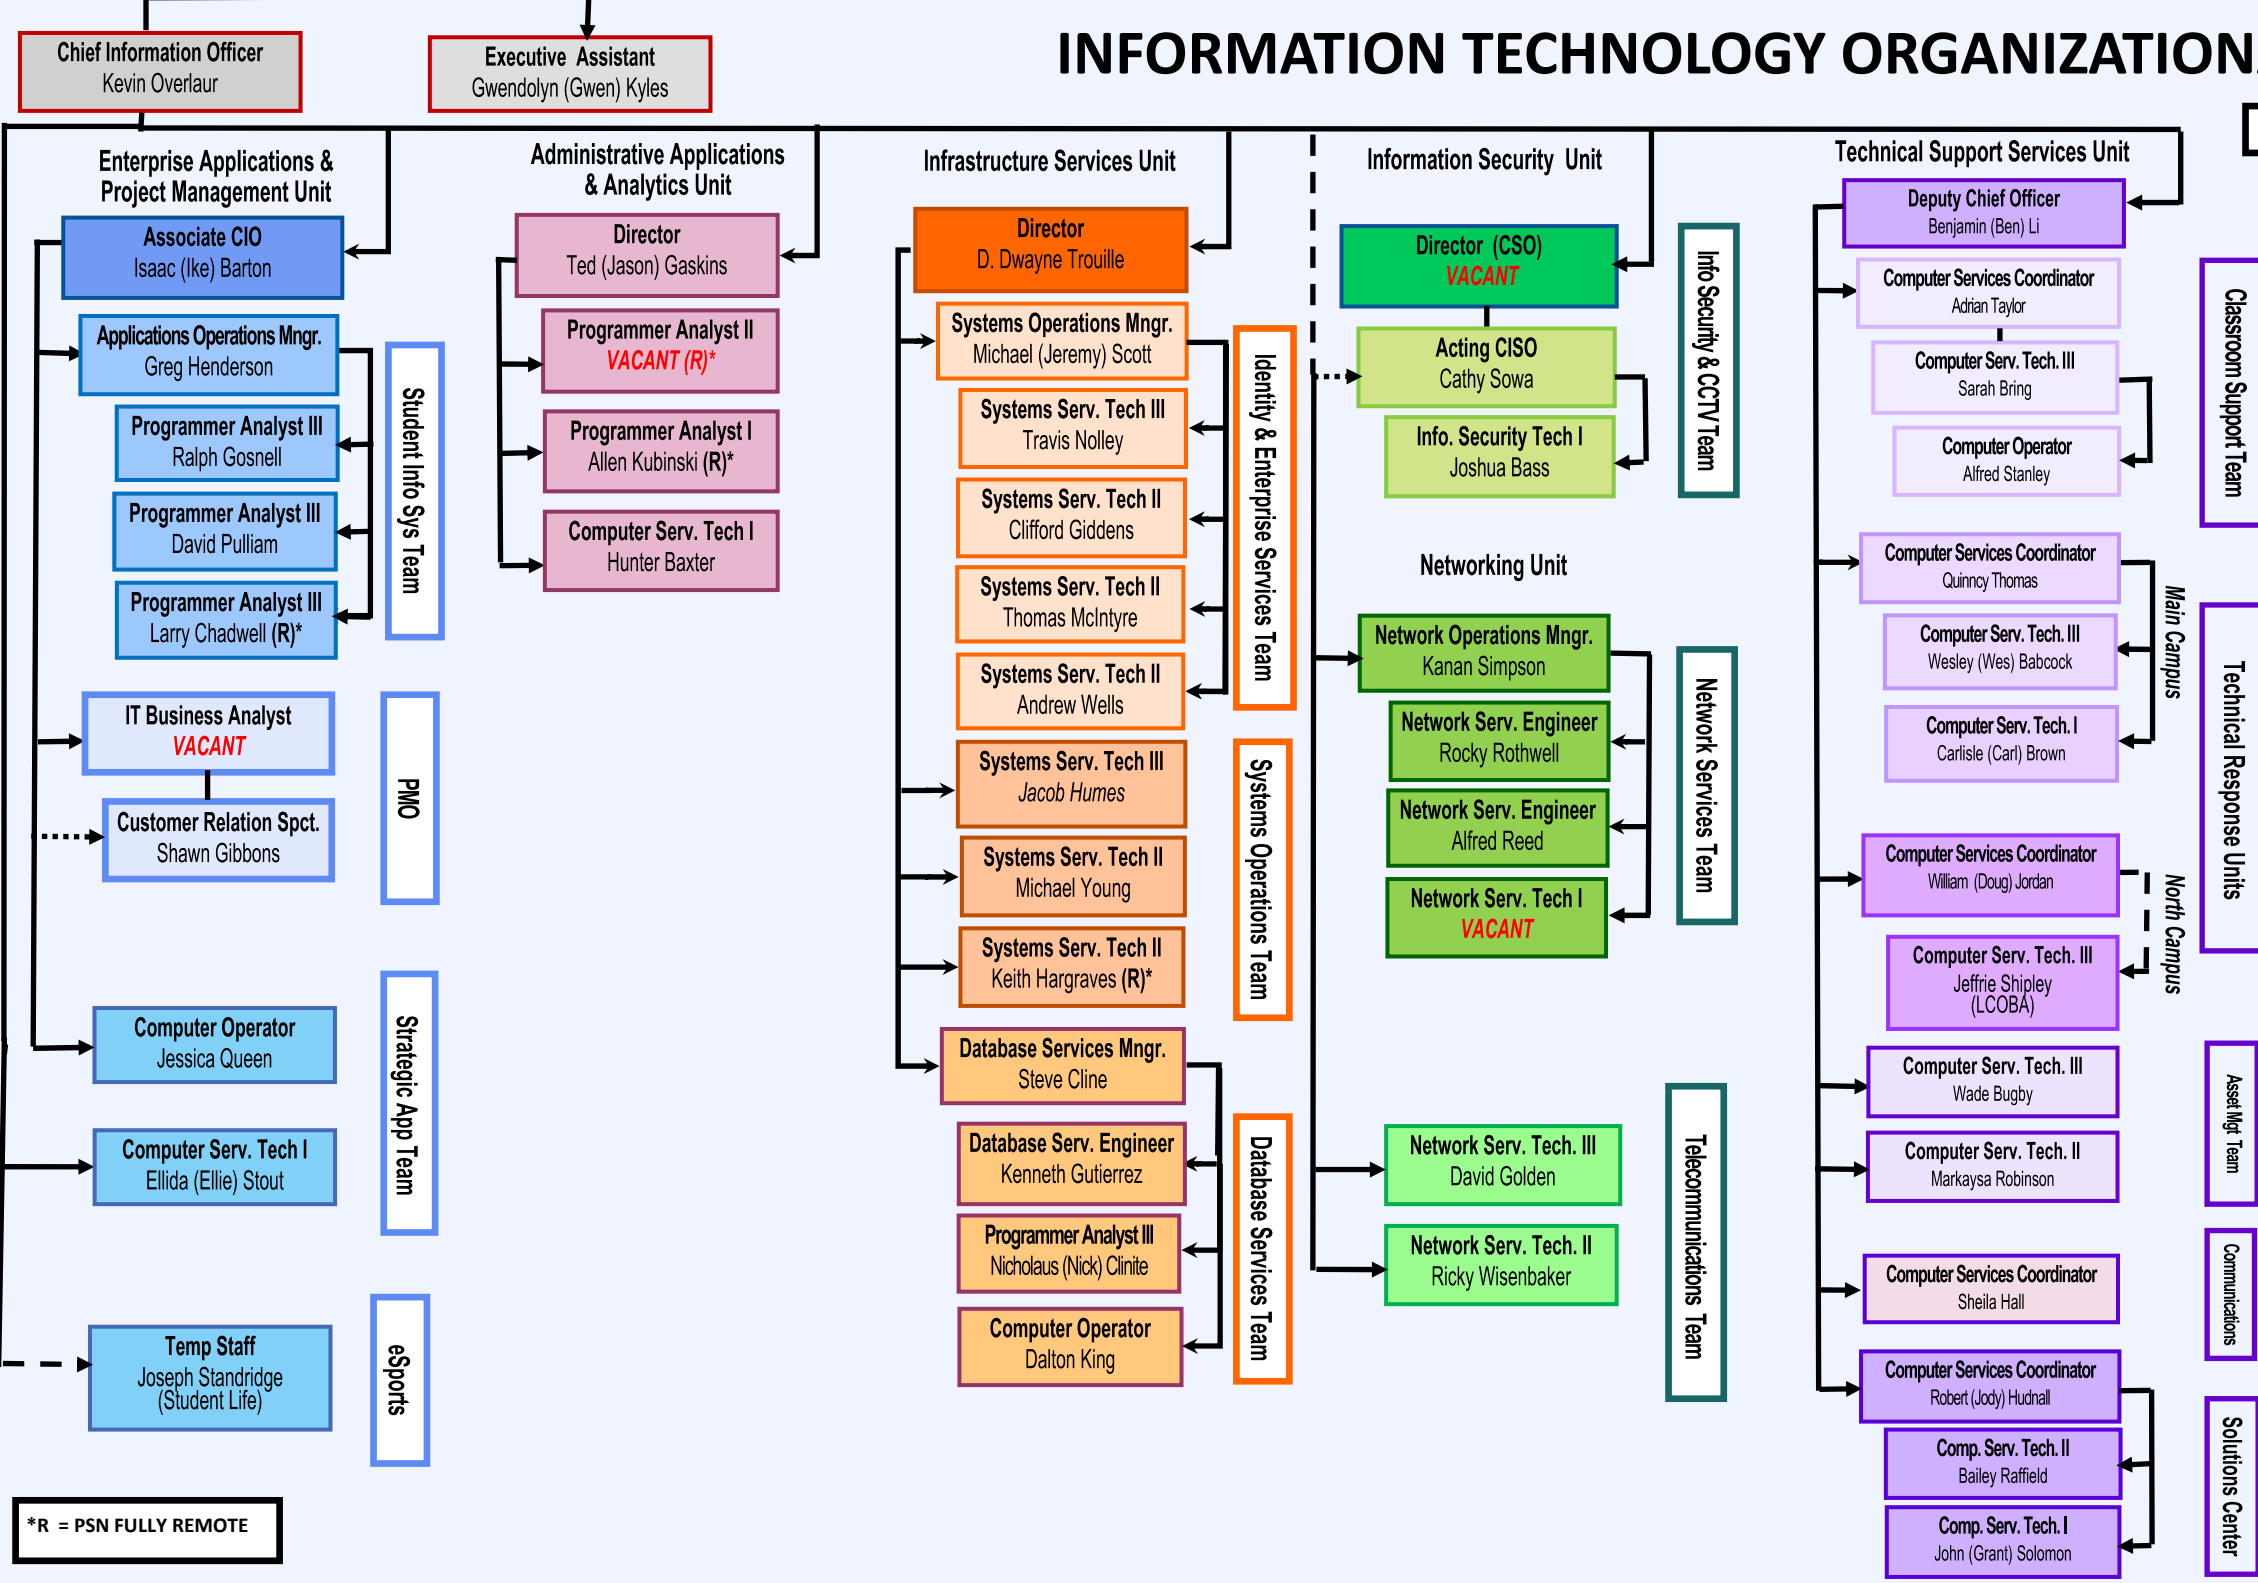 INFORMATION TECHNOLOGY ORGANIZATION
Chief Information Officer
Kevin Overlaur
Executive Assistant
Gwendolyn (Gwen) Kyles
Enterprise Applications &
Project Management Unit
Associate CIO
Isaac (Ike) Barton
Applications Operations Mngr.
Greg Henderson
Programmer Analyst III
Ralph Gosnell
Programmer Analyst III
David Pulliam
Programmer Analyst III
Larry Chadwell (R)*
Student Info Sys Team
IT Business Analyst
VACANT
Customer Relation Spct.
Shawn Gibbons
PMO
Computer Operator
Jessica Queen
Computer Serv. Tech I
Ellida (Ellie) Stout
Strategic App Team
Temp Staff
Joseph Standridge
(Student Life)
eSports
*R = PSN FULLY REMOTE
Administrative Applications
& Analytics Unit
Director
Ted (Jason) Gaskins
Programmer Analyst II
VACANT (R)*
Programmer Analyst I
Allen Kubinski (R)*
Computer Serv. Tech I
Hunter Baxter
Infrastructure Services Unit
Director
D. Dwayne Trouille
Systems Operations Mngr.
Michael (Jeremy) Scott
Systems Serv. Tech III
Travis Nolley
Systems Serv. Tech II
Clifford Giddens
Systems Serv. Tech II
Thomas McIntyre
Systems Serv. Tech II
Andrew Wells
Identity & Enterprise Services Team
Systems Serv. Tech III
Jacob Humes
Systems Serv. Tech II
Michael Young
Systems Serv. Tech II
Keith Hargraves (R)*
Systems Operations Team
Database Services Mngr.
Steve Cline
Database Serv. Engineer
Kenneth Gutierrez
Programmer Analyst III
Nicholaus (Nick) Clinite
Computer Operator
Dalton King
Database Services Team
Information Security Unit
Director (CSO)
VACANT
Acting CISO
Cathy Sowa
Info. Security Tech I
Joshua Bass
Info Security & CCTV Team
Networking Unit
Network Operations Mngr.
Kanan Simpson
Network Serv. Engineer
Rocky Rothwell
Network Serv. Engineer
Alfred Reed
Network Serv. Tech I
VACANT
Network Services Team
Network Serv. Tech. III
David Golden
Network Serv. Tech. II
Ricky Wisenbaker
Telecommunications Team
Technical Support Services Unit
Deputy Chief Officer
Benjamin (Ben) Li
Computer Services Coordinator
Adrian Taylor
Computer Serv. Tech. III
Sarah Bring
Computer Operator
Alfred Stanley
Classroom Support Team
Computer Services Coordinator
Quinncy Thomas
Computer Serv. Tech. III
Wesley (Wes) Babcock
Computer Serv. Tech. I
Carlisle (Carl) Brown
Main Campus
Computer Services Coordinator
William (Doug) Jordan
Computer Serv. Tech. III
Jeffrie Shipley
(LCOBA)
North Campus
Technical Response Units
Computer Serv. Tech. III
Wade Bugby
Computer Serv. Tech. II
Markaysa Robinson
Asset Mgt Team
Computer Services Coordinator
Sheila Hall
Communications
Computer Services Coordinator
Robert (Jody) Hudnall
Comp. Serv. Tech. II
Bailey Raffield
Comp. Serv. Tech. I
John (Grant) Solomon
Solutions Center